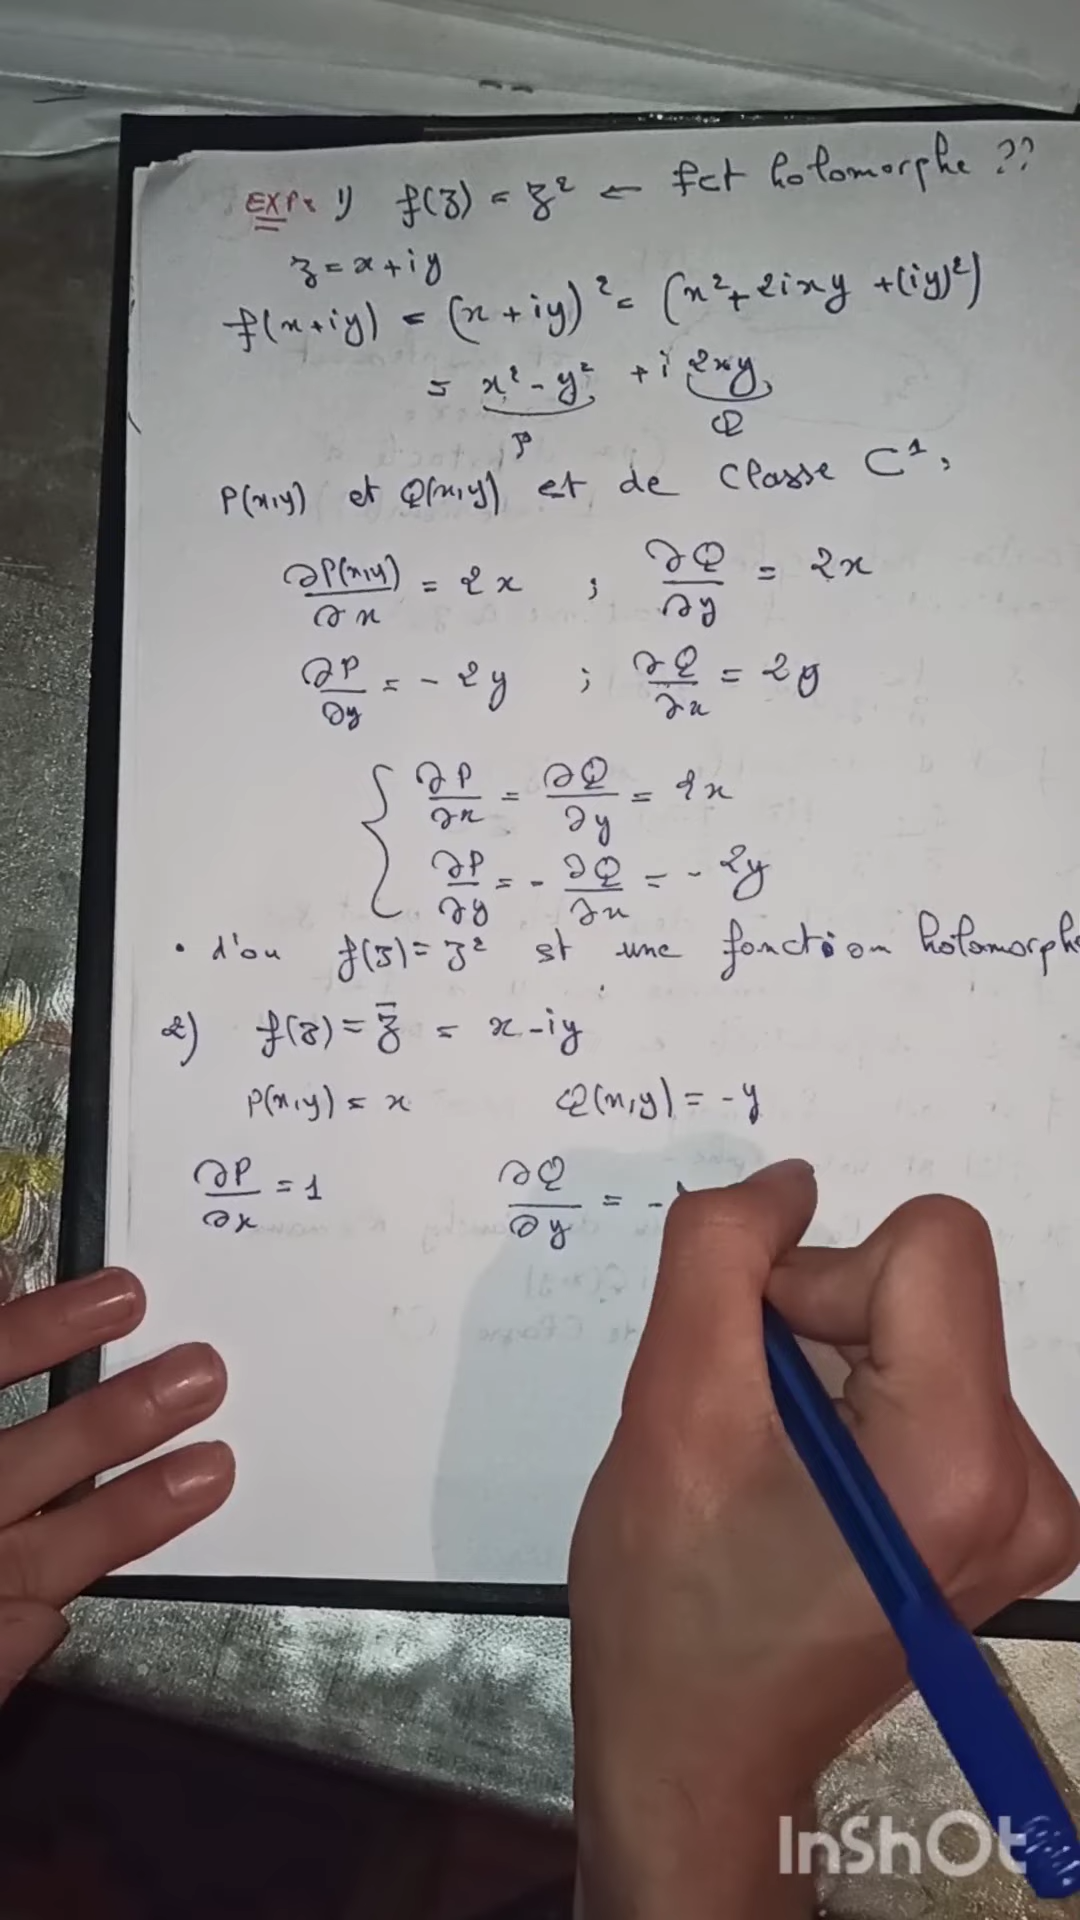 EXP: 1) f(z) = z² ← fct holomorphe ??
z = x + iy
f(x+iy) = (x + iy)² = (x² + 2ixy + (iy)²)
= x² - y² + i 2xy
P Q
P(x,y) et Q(x,y) et de classe C¹,
∂P(x,y)/∂x = 2x ; ∂Q/∂y = 2x
∂P/∂y = - 2y ; ∂Q/∂x = 2y
{ ∂P/∂x = ∂Q/∂y = 2x
∂P/∂y = - ∂Q/∂x = - 2y
• d'ou f(z) = z² st une fonction holomorphe
2) f(z) = z̄ = x - iy
P(x,y) = x Q(x,y) = -y
∂P/∂x = 1 ∂Q/∂y = -
InShOt